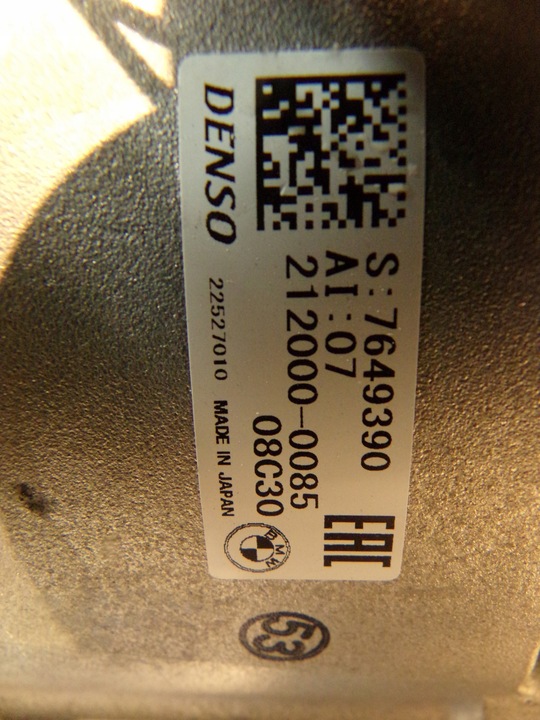 S:7649390
AI:07
212000-0085
08C30
DENSO
22527010 MADE IN JAPAN
EAC
BMW
53